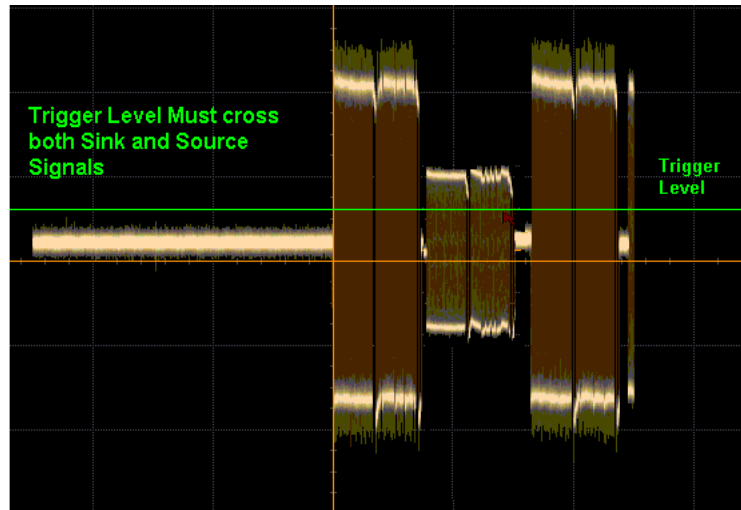 Trigger Level Must cross
both Sink and Source
Signals
Trigger
Level